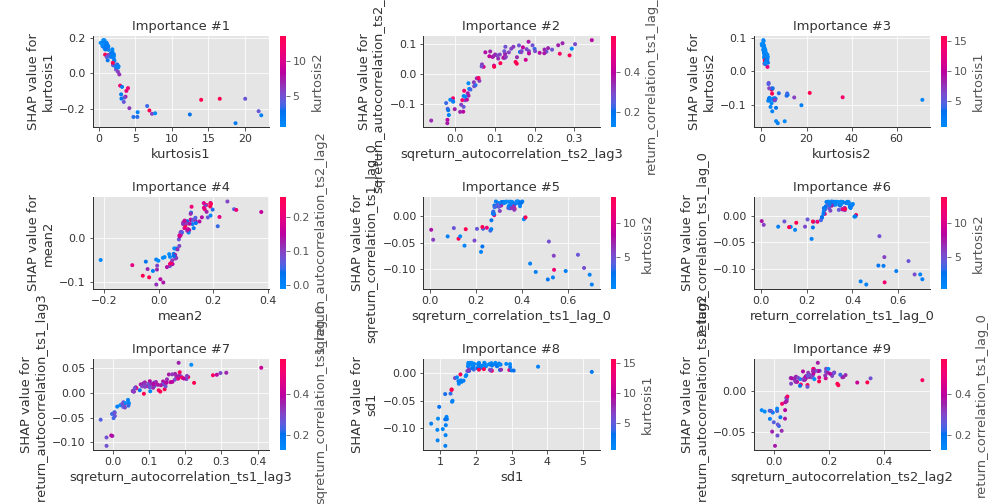 Importance #1
SHAP value for
kurtosis1
0.2
0.0
−0.2
0 5 10 15 20
kurtosis1
10
5
kurtosis2
Importance #2
SHAP value for
sqreturn_autocorrelation_ts2_
0.1
0.0
−0.1
0.0 0.1 0.2 0.3
sqreturn_autocorrelation_ts2_lag3
0.4
0.2
return_correlation_ts1_lag_
Importance #3
SHAP value for
kurtosis2
0.1
0.0
−0.1
0 20 40 60
kurtosis2
15
10
5
kurtosis1
Importance #4
SHAP value for
mean2
0.0
−0.1
−0.2 0.0 0.2 0.4
mean2
0.2
0.1
0.0
sqreturn_autocorrelation_ts2_lag2
Importance #5
SHAP value for
sqreturn_correlation_ts1_lag_0
0.00
−0.05
−0.10
0.0 0.2 0.4 0.6
sqreturn_correlation_ts1_lag_0
10
5
kurtosis2
Importance #6
SHAP value for
return_correlation_ts1_lag_0
0.00
−0.05
−0.10
0.0 0.2 0.4 0.6
return_correlation_ts1_lag_0
10
5
kurtosis2
Importance #7
SHAP value for
return_autocorrelation_ts1_lag3
0.05
0.00
−0.05
−0.10
0.0 0.1 0.2 0.3 0.4
sqreturn_autocorrelation_ts1_lag3
0.4
0.2
sqreturn_correlation_ts1_lag_0
Importance #8
SHAP value for
sd1
0.00
−0.05
−0.10
1 2 3 4 5
sd1
15
10
5
kurtosis1
Importance #9
SHAP value for
return_autocorrelation_ts2_lag2
0.00
−0.05
0.0 0.2 0.4
sqreturn_autocorrelation_ts2_lag2
0.4
0.2
return_correlation_ts1_lag_0